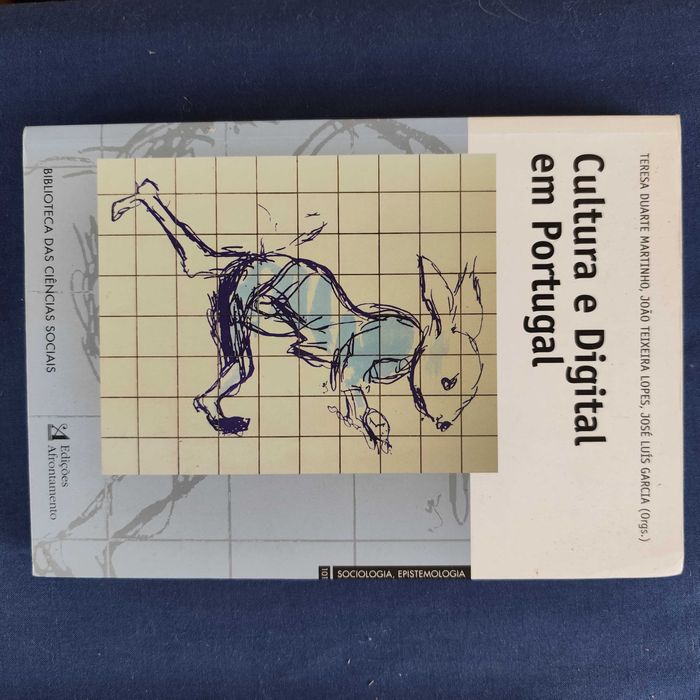 TERESA DUARTE MARTINHO, JOÃO TEIXEIRA LOPES, JOSÉ LUÍS GARCIA (Orgs.)
Cultura e Digital
em Portugal
SOCIOLOGIA, EPISTEMOLOGIA
BIBLIOTECA DAS CIÊNCIAS SOCIAIS
Edições
Afrontamento